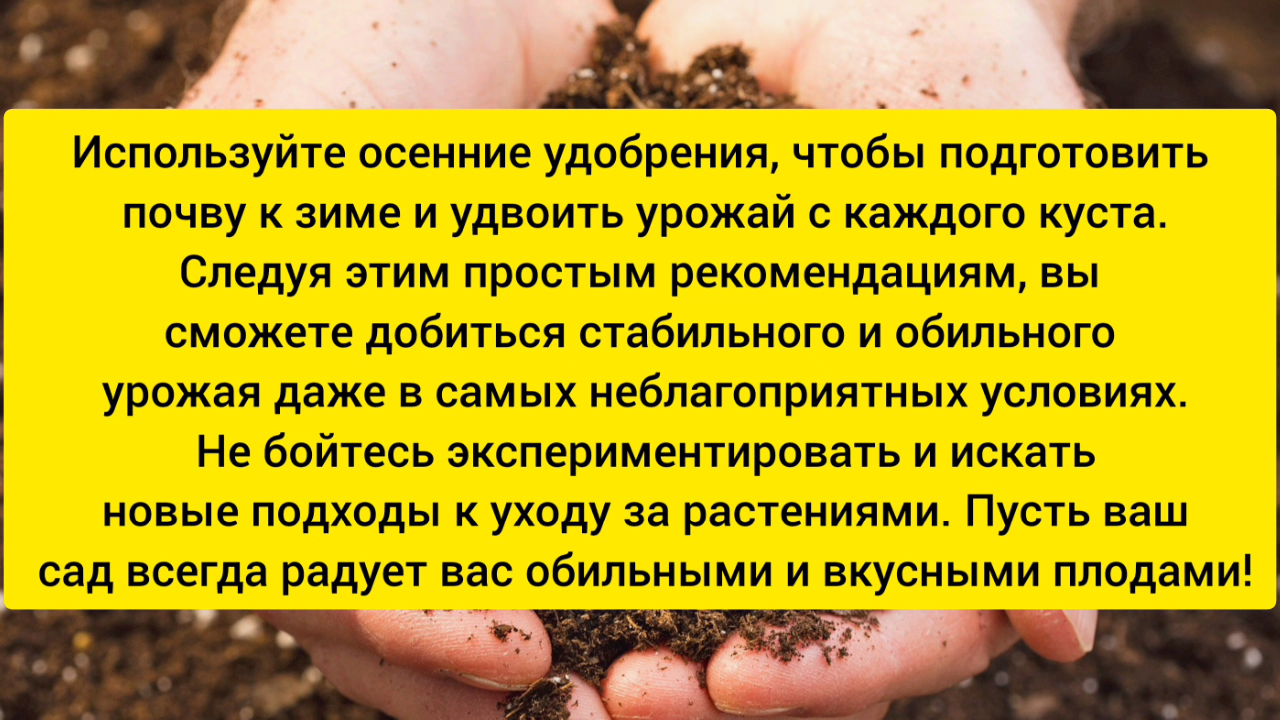 Используйте осенние удобрения, чтобы подготовить
почву к зиме и удвоить урожай с каждого куста.
Следуя этим простым рекомендациям, вы
сможете добиться стабильного и обильного
урожая даже в самых неблагоприятных условиях.
Не бойтесь экспериментировать и искать
новые подходы к уходу за растениями. Пусть ваш
сад всегда радует вас обильными и вкусными плодами!